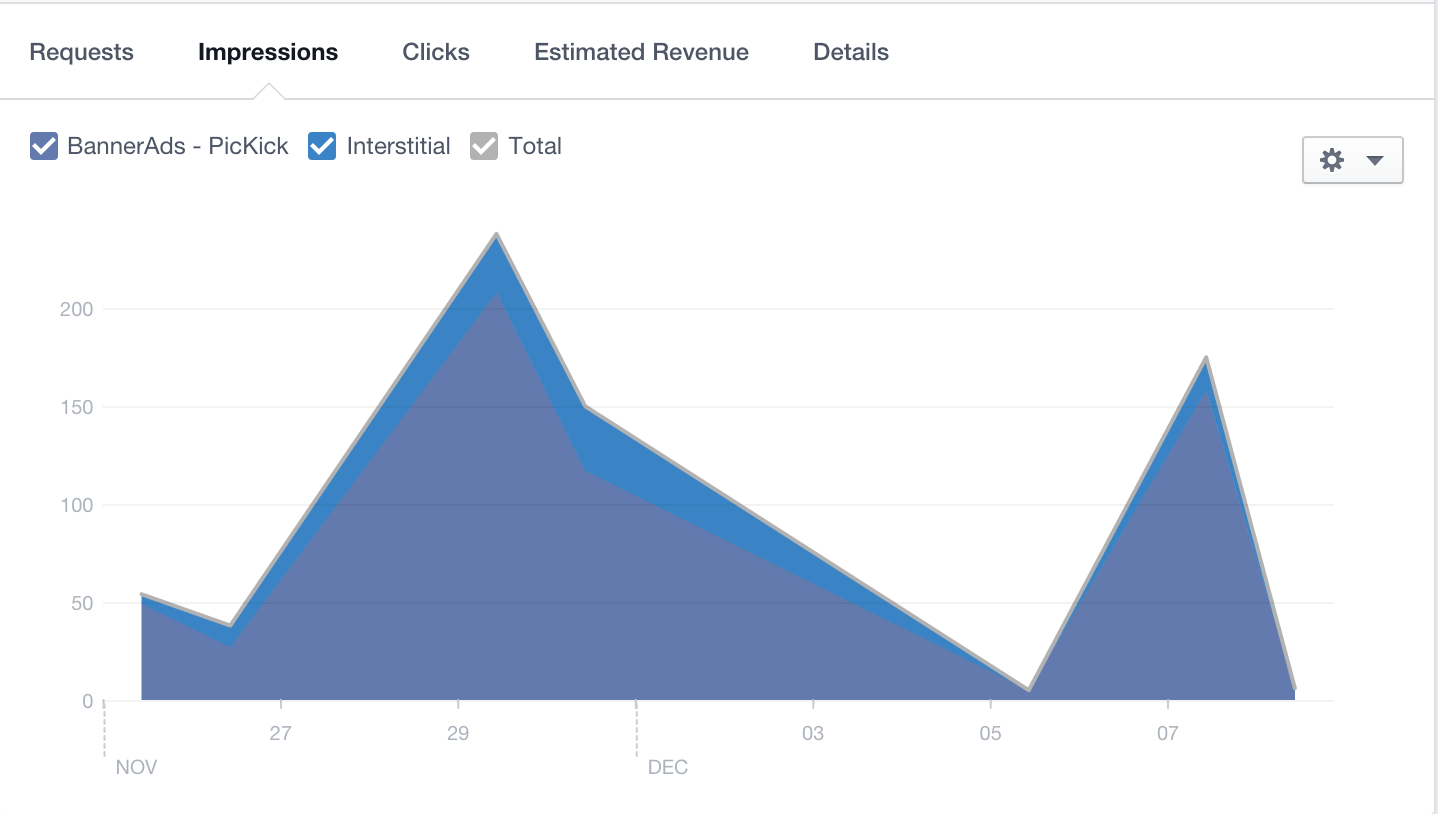 Requests Impressions Clicks Estimated Revenue Details
BannerAds - PicKick Interstitial Total
200
150
100
50
0
27 29 03 05 07
NOV DEC